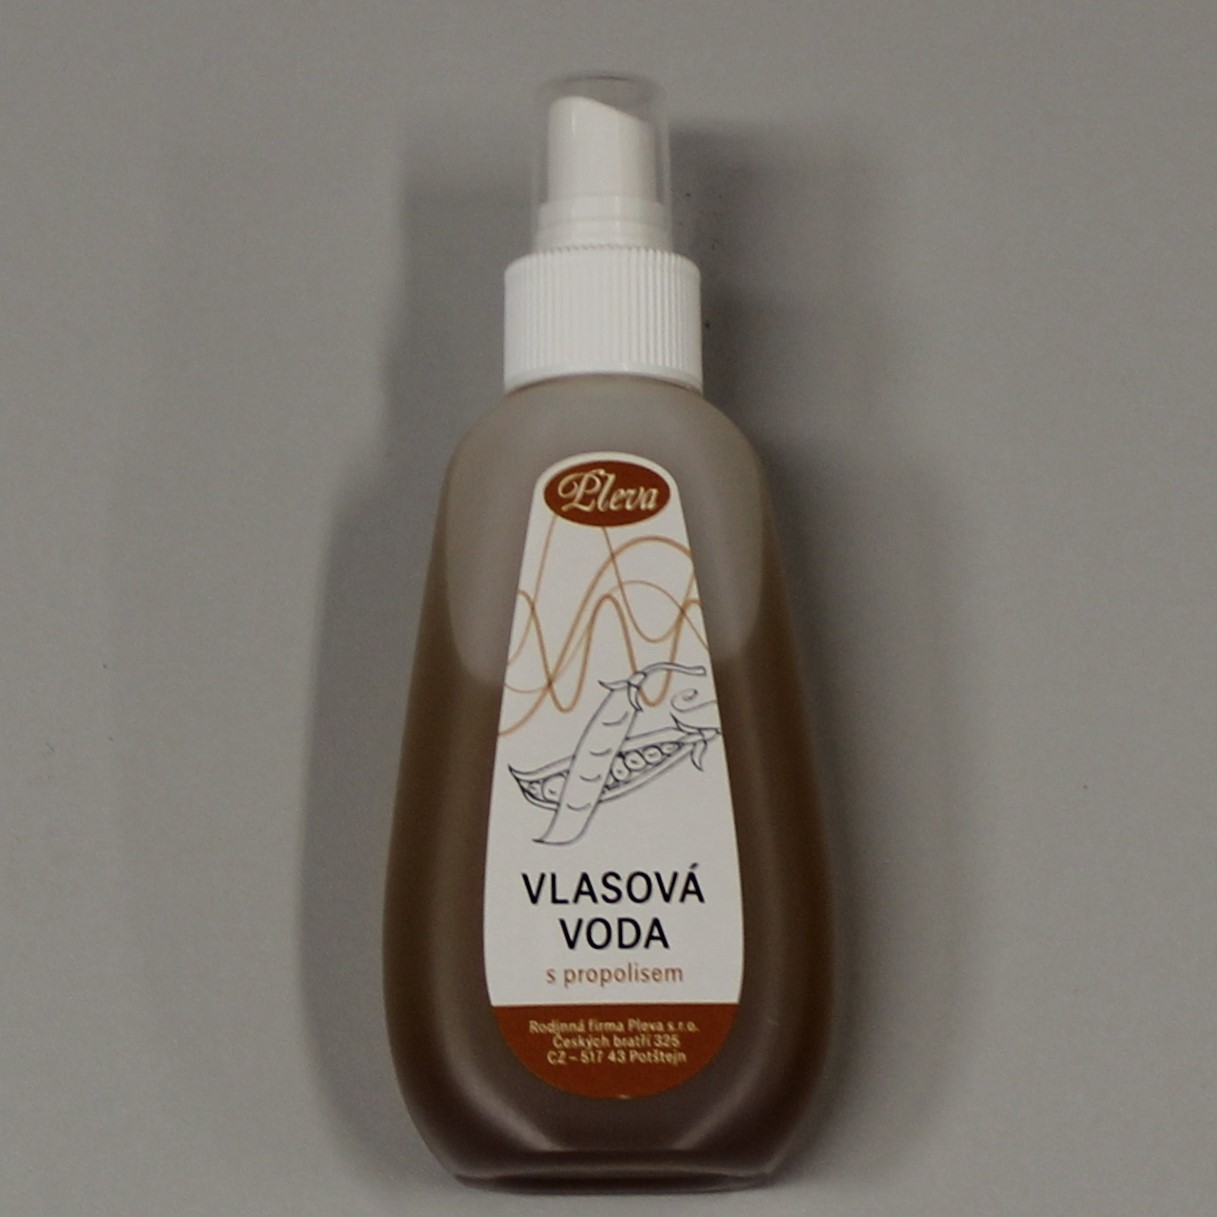 Pleva
VLASOVÁ
VODA
s propolisem
Rodinná firma Pleva s.r.o.
Českých bratří 325
CZ – 517 43 Potštejn